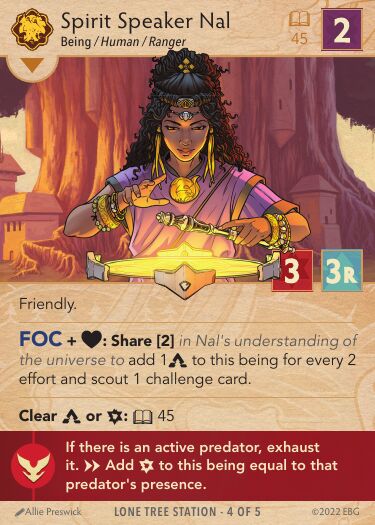 Spirit Speaker Nal
Being / Human / Ranger
45
2
3
3R
Friendly.
FOC + : Share [2] in Nal's understanding of
the universe to add 1 to this being for every 2
effort and scout 1 challenge card.
Clear or : 45
If there is an active predator, exhaust
it. Add to this being equal to that
predator's presence.
Allie Preswick
LONE TREE STATION - 4 OF 5
©2022 EBG